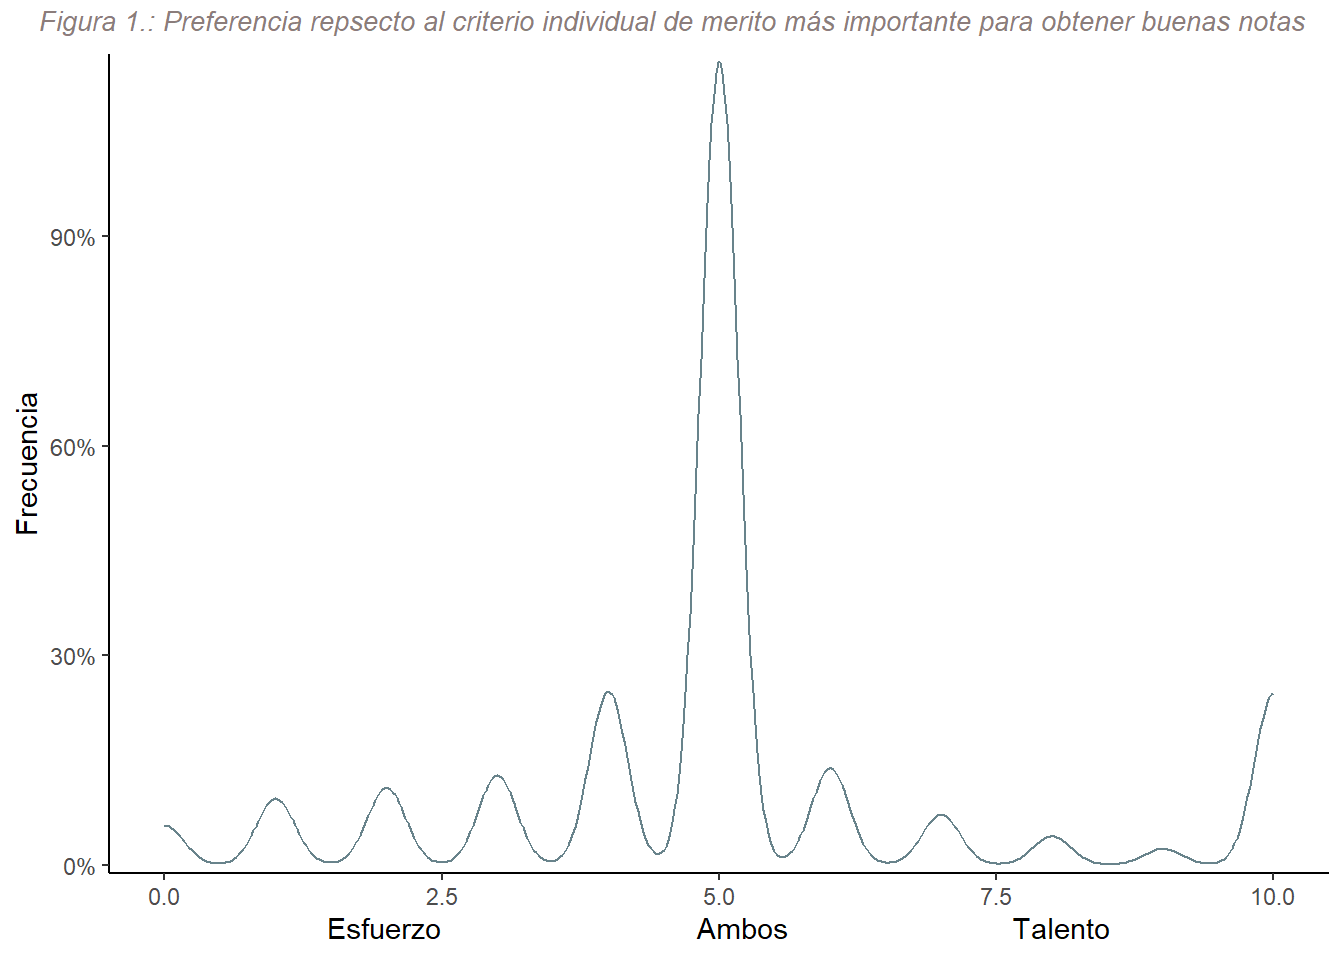 Figura 1.: Preferencia repsecto al criterio individual de merito más importante para obtener buenas notas
Frecuencia
90%
60%
30%
0%
0.0 2.5 5.0 7.5 10.0
Esfuerzo Ambos Talento